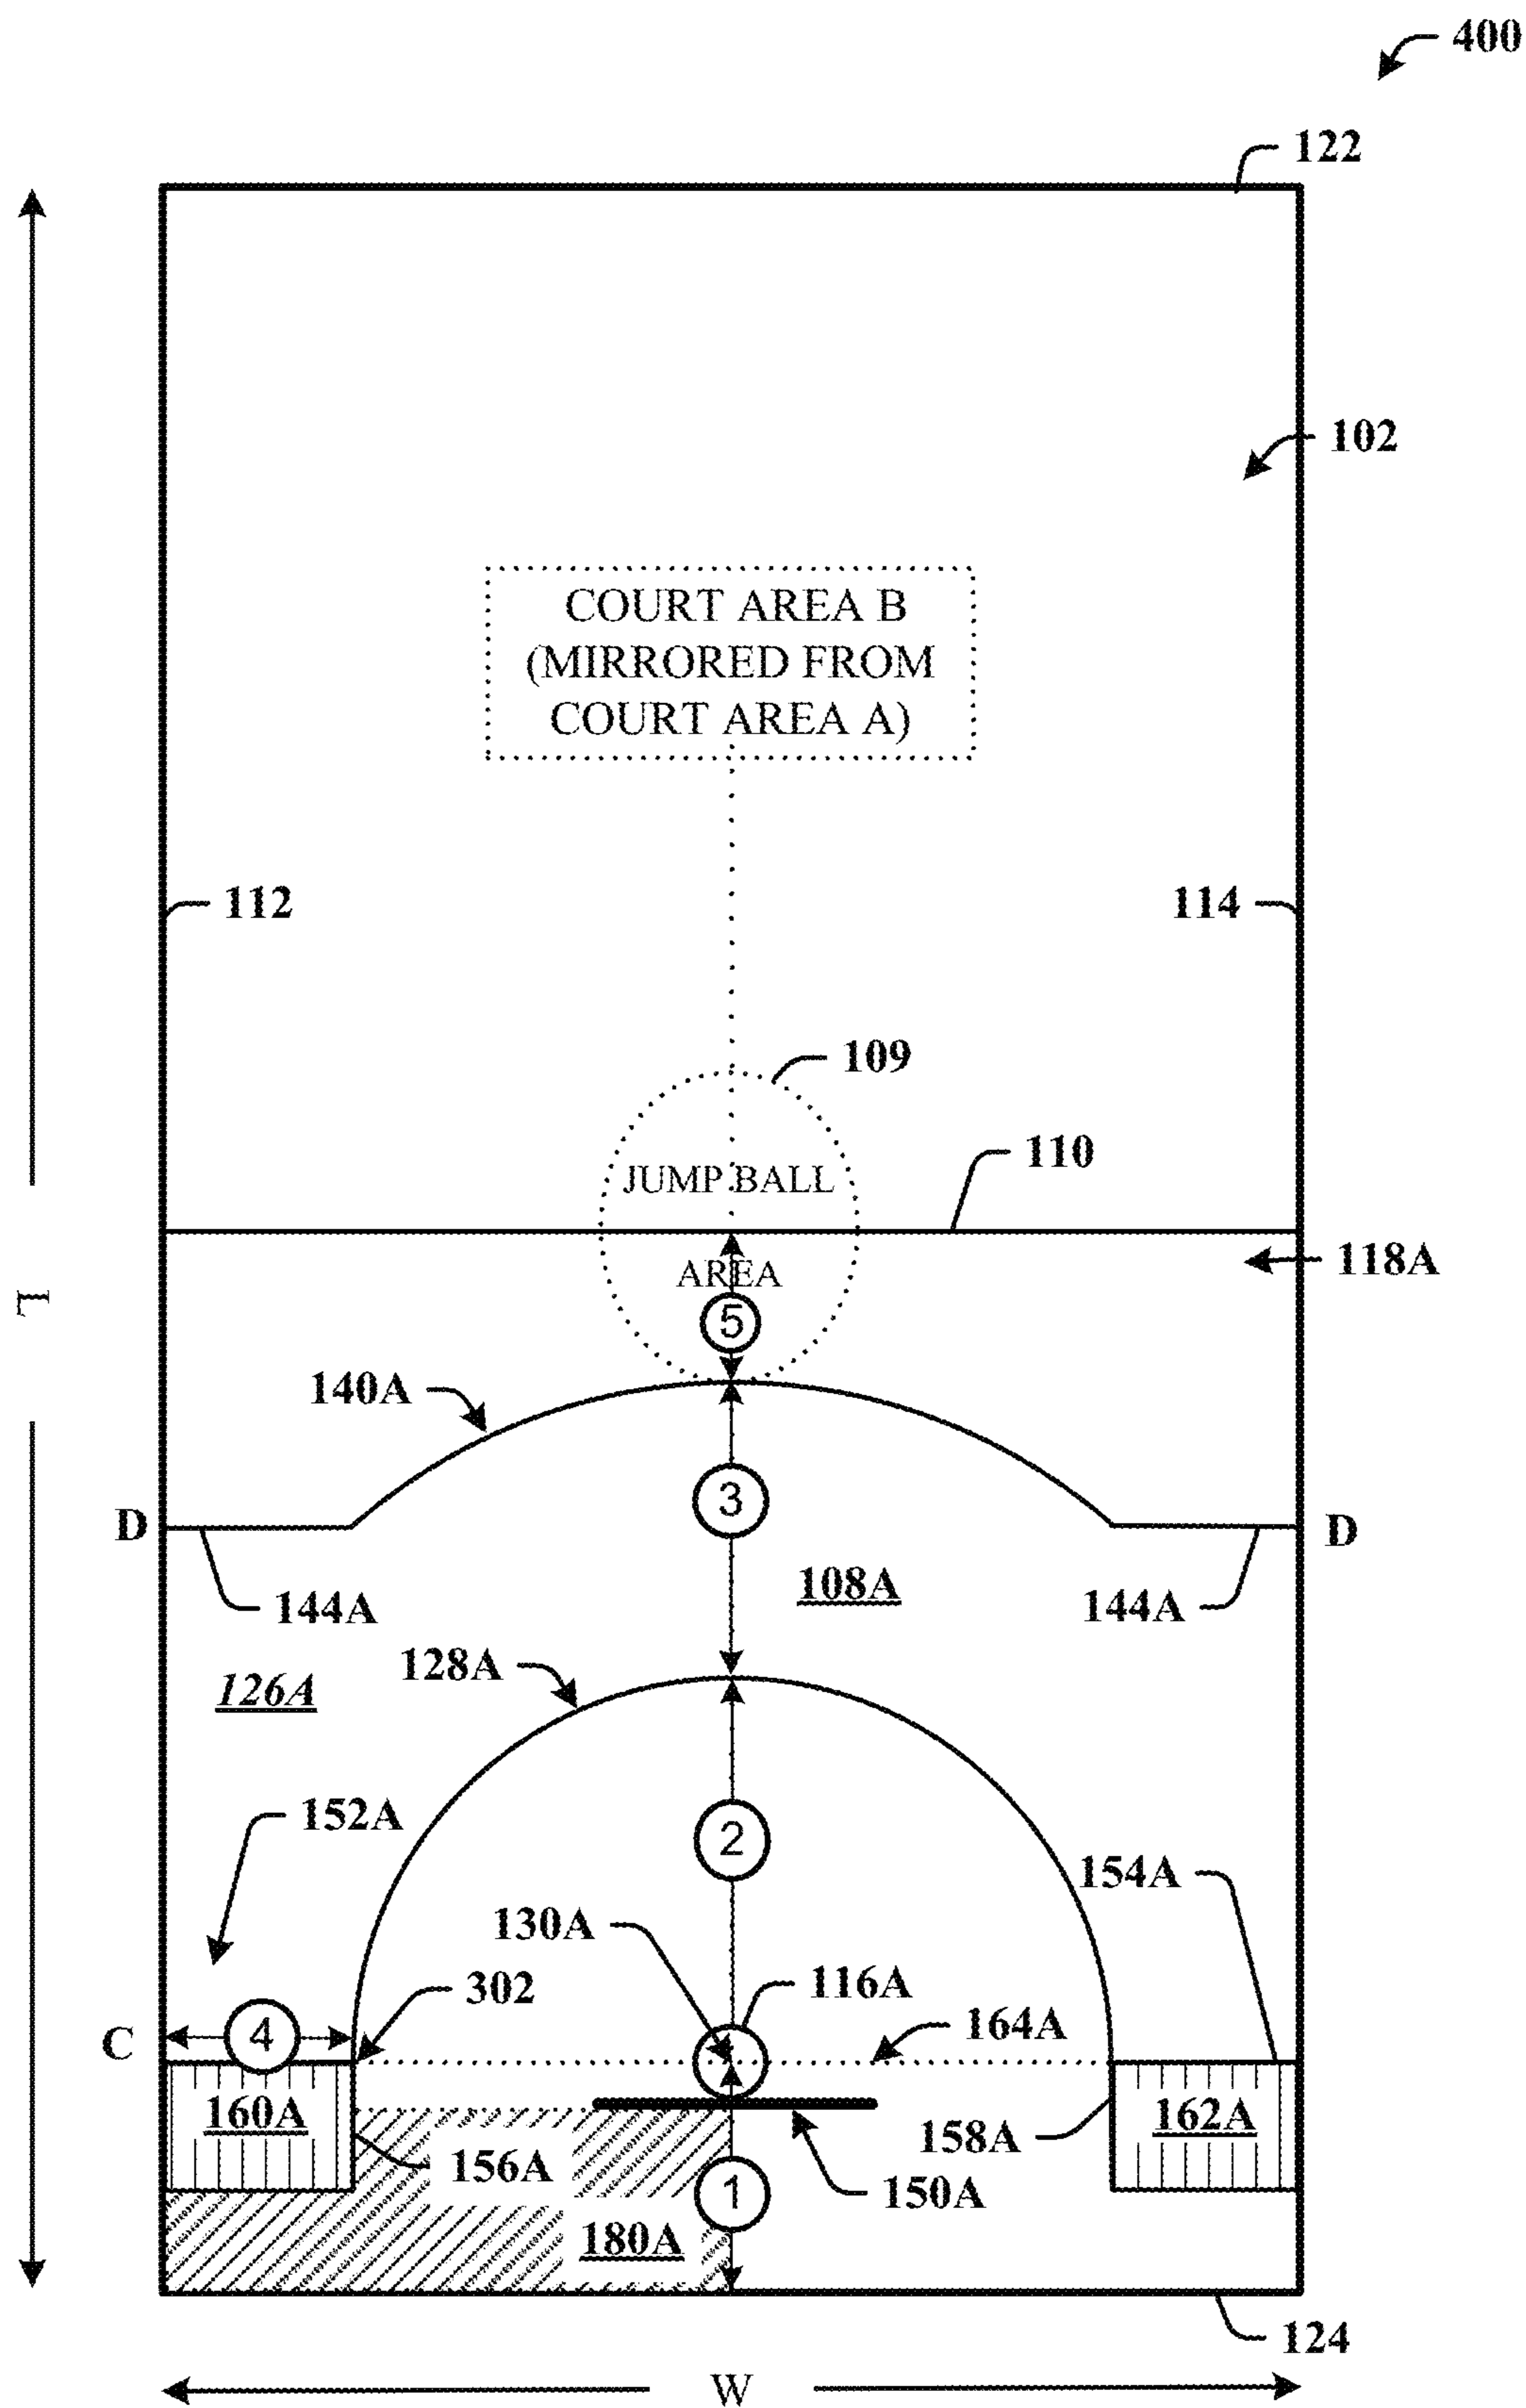 400
122
102
COURT AREA B
(MIRRORED FROM
COURT AREA A)
112
114
109
JUMP BALL
110
AREA
118A
L
5
140A
3
D
D
108A
144A
144A
128A
126A
2
152A
154A
130A
302
116A
164A
C
4
160A
162A
158A
156A
1
150A
180A
124
W